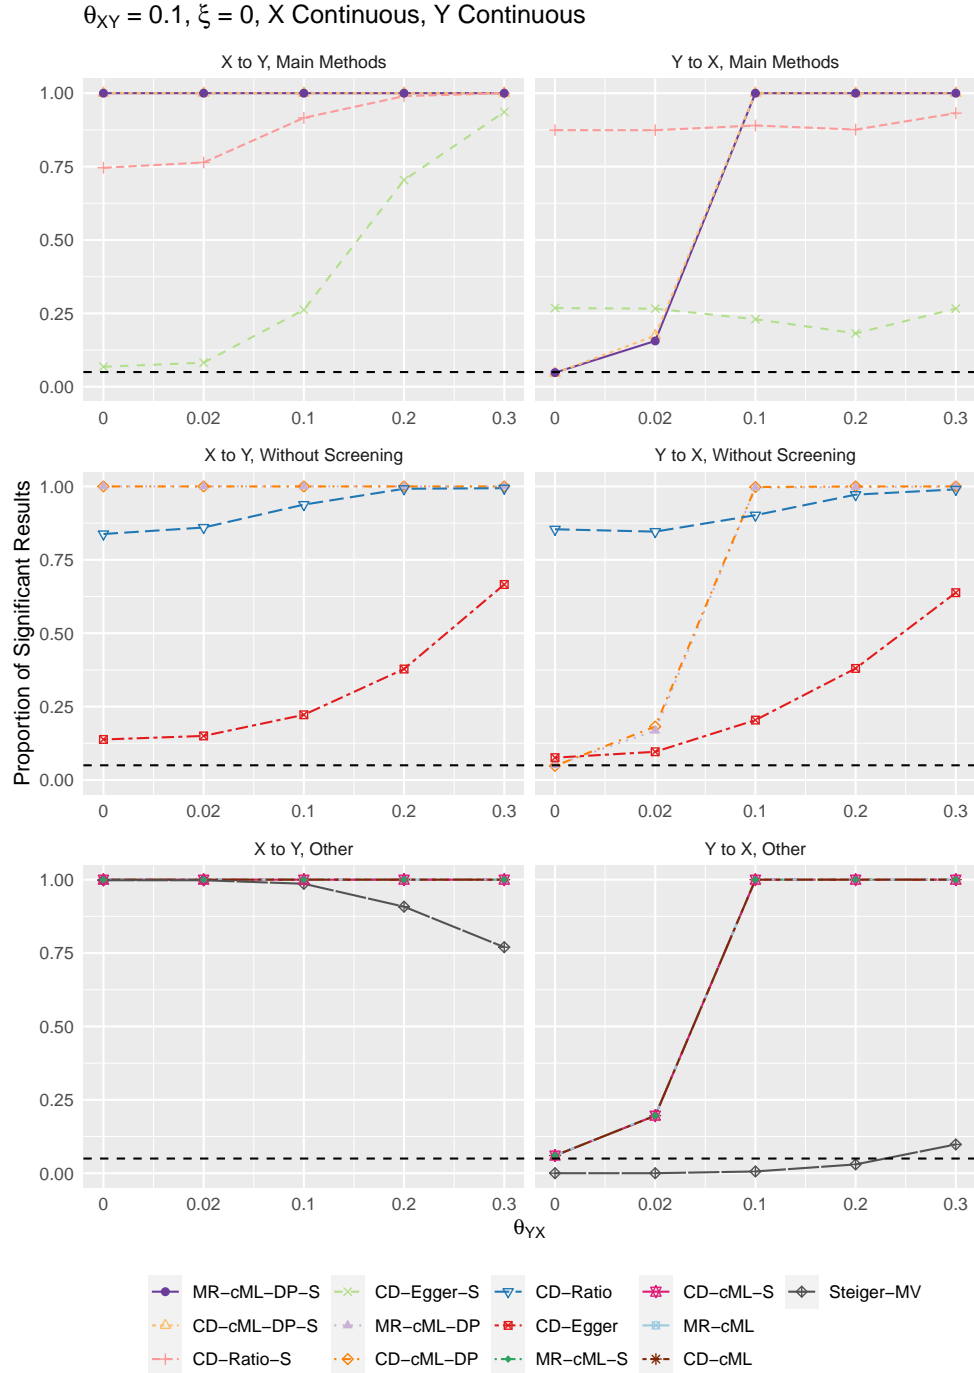 θXY = 0.1, ξ = 0, X Continuous, Y Continuous
X to Y, Main Methods
Y to X, Main Methods
1.00
0.75
0.50
0.25
0.00
0 0.02 0.1 0.2 0.3
0 0.02 0.1 0.2 0.3
X to Y, Without Screening
Y to X, Without Screening
1.00
0.75
0.50
0.25
0.00
0 0.02 0.1 0.2 0.3
0 0.02 0.1 0.2 0.3
Proportion of Significant Results
X to Y, Other
Y to X, Other
1.00
0.75
0.50
0.25
0.00
0 0.02 0.1 0.2 0.3
0 0.02 0.1 0.2 0.3
θYX
MR−cML−DP−S CD−Egger−S CD−Ratio CD−cML−S Steiger−MV
CD−cML−DP−S MR−cML−DP CD−Egger MR−cML
CD−Ratio−S CD−cML−DP MR−cML−S CD−cML